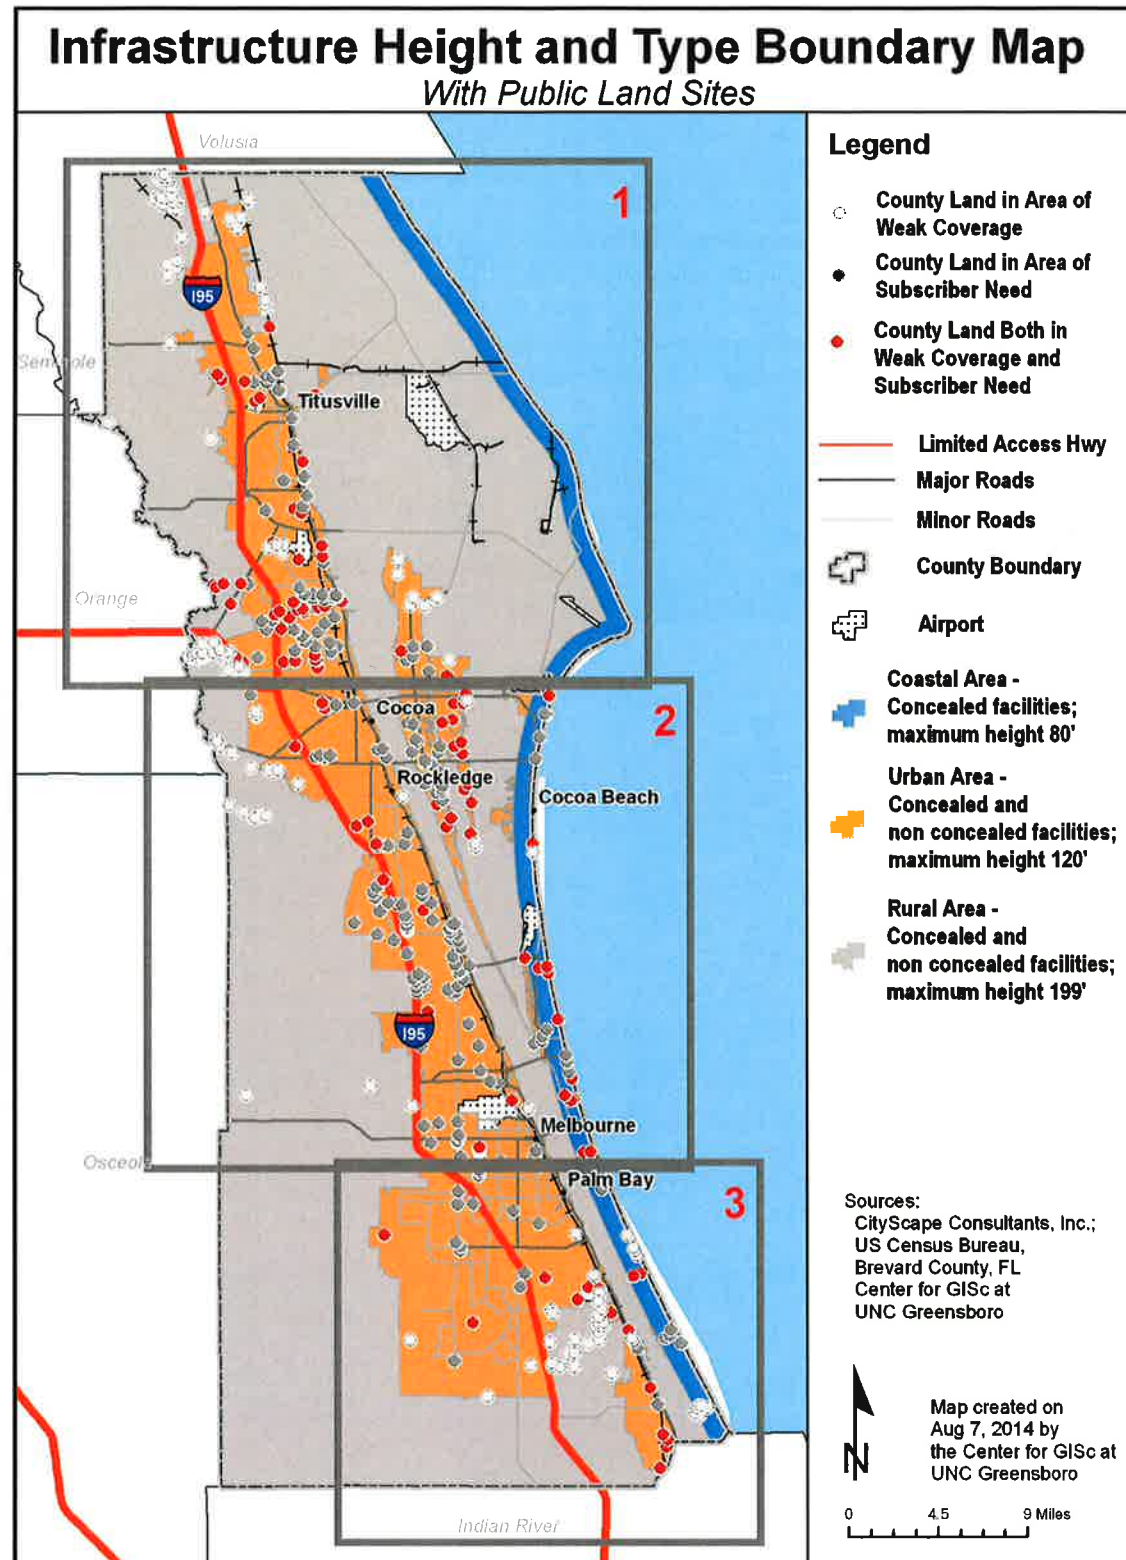 Infrastructure Height and Type Boundary Map
With Public Land Sites
Volusia
1
I95
Seminole
Titusville
Orange
2
Cocoa
Rockledge
Cocoa Beach
I95
Melbourne
Osceola
Palm Bay
3
Indian River
Legend
County Land in Area of
Weak Coverage
County Land in Area of
Subscriber Need
County Land Both in
Weak Coverage and
Subscriber Need
Limited Access Hwy
Major Roads
Minor Roads
County Boundary
Airport
Coastal Area -
Concealed facilities;
maximum height 80'
Urban Area -
Concealed and
non concealed facilities;
maximum height 120'
Rural Area -
Concealed and
non concealed facilities;
maximum height 199'
Sources:
CityScape Consultants, Inc.;
US Census Bureau,
Brevard County, FL
Center for GISc at
UNC Greensboro
N
Map created on
Aug 7, 2014 by
the Center for GISc at
UNC Greensboro
0 4.5 9 Miles